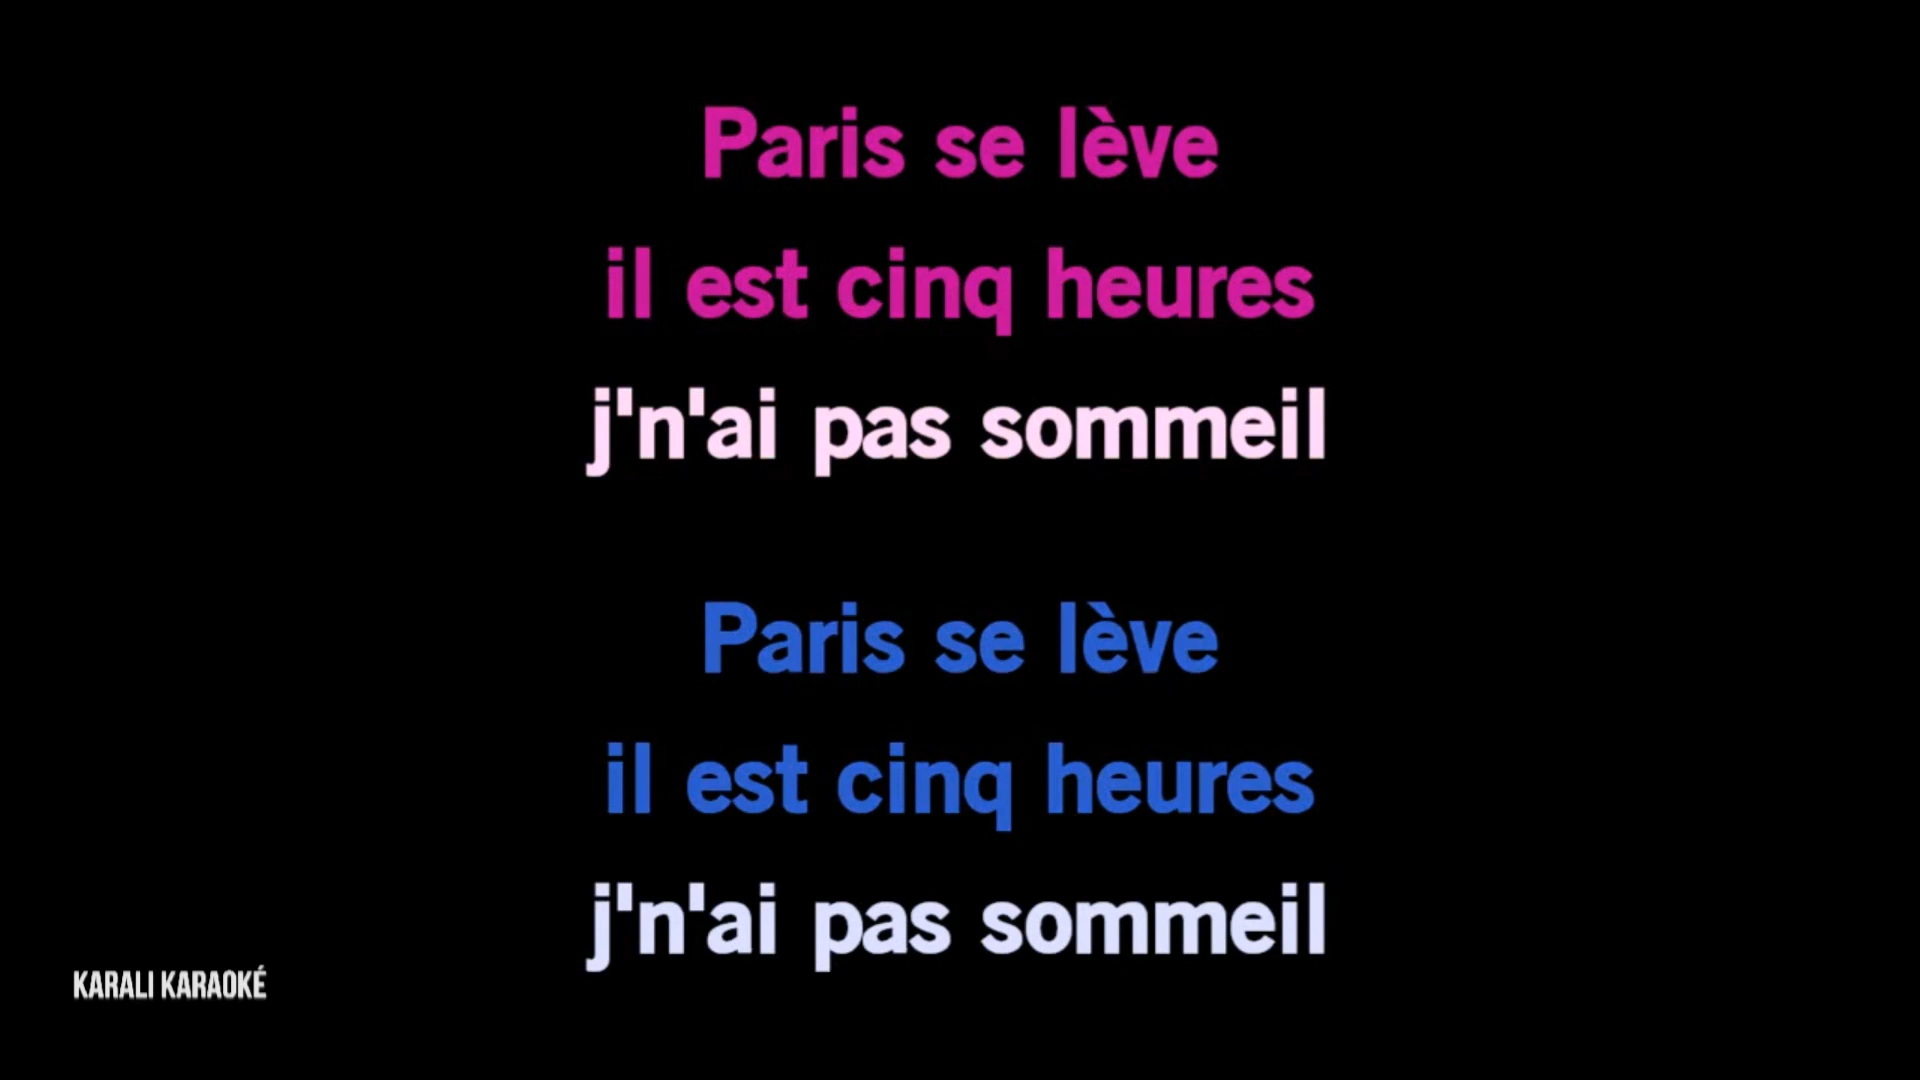 Paris se lève
il est cinq heures
j'n'ai pas sommeil
Paris se lève
il est cinq heures
j'n'ai pas sommeil
KARALI KARAOKÉ